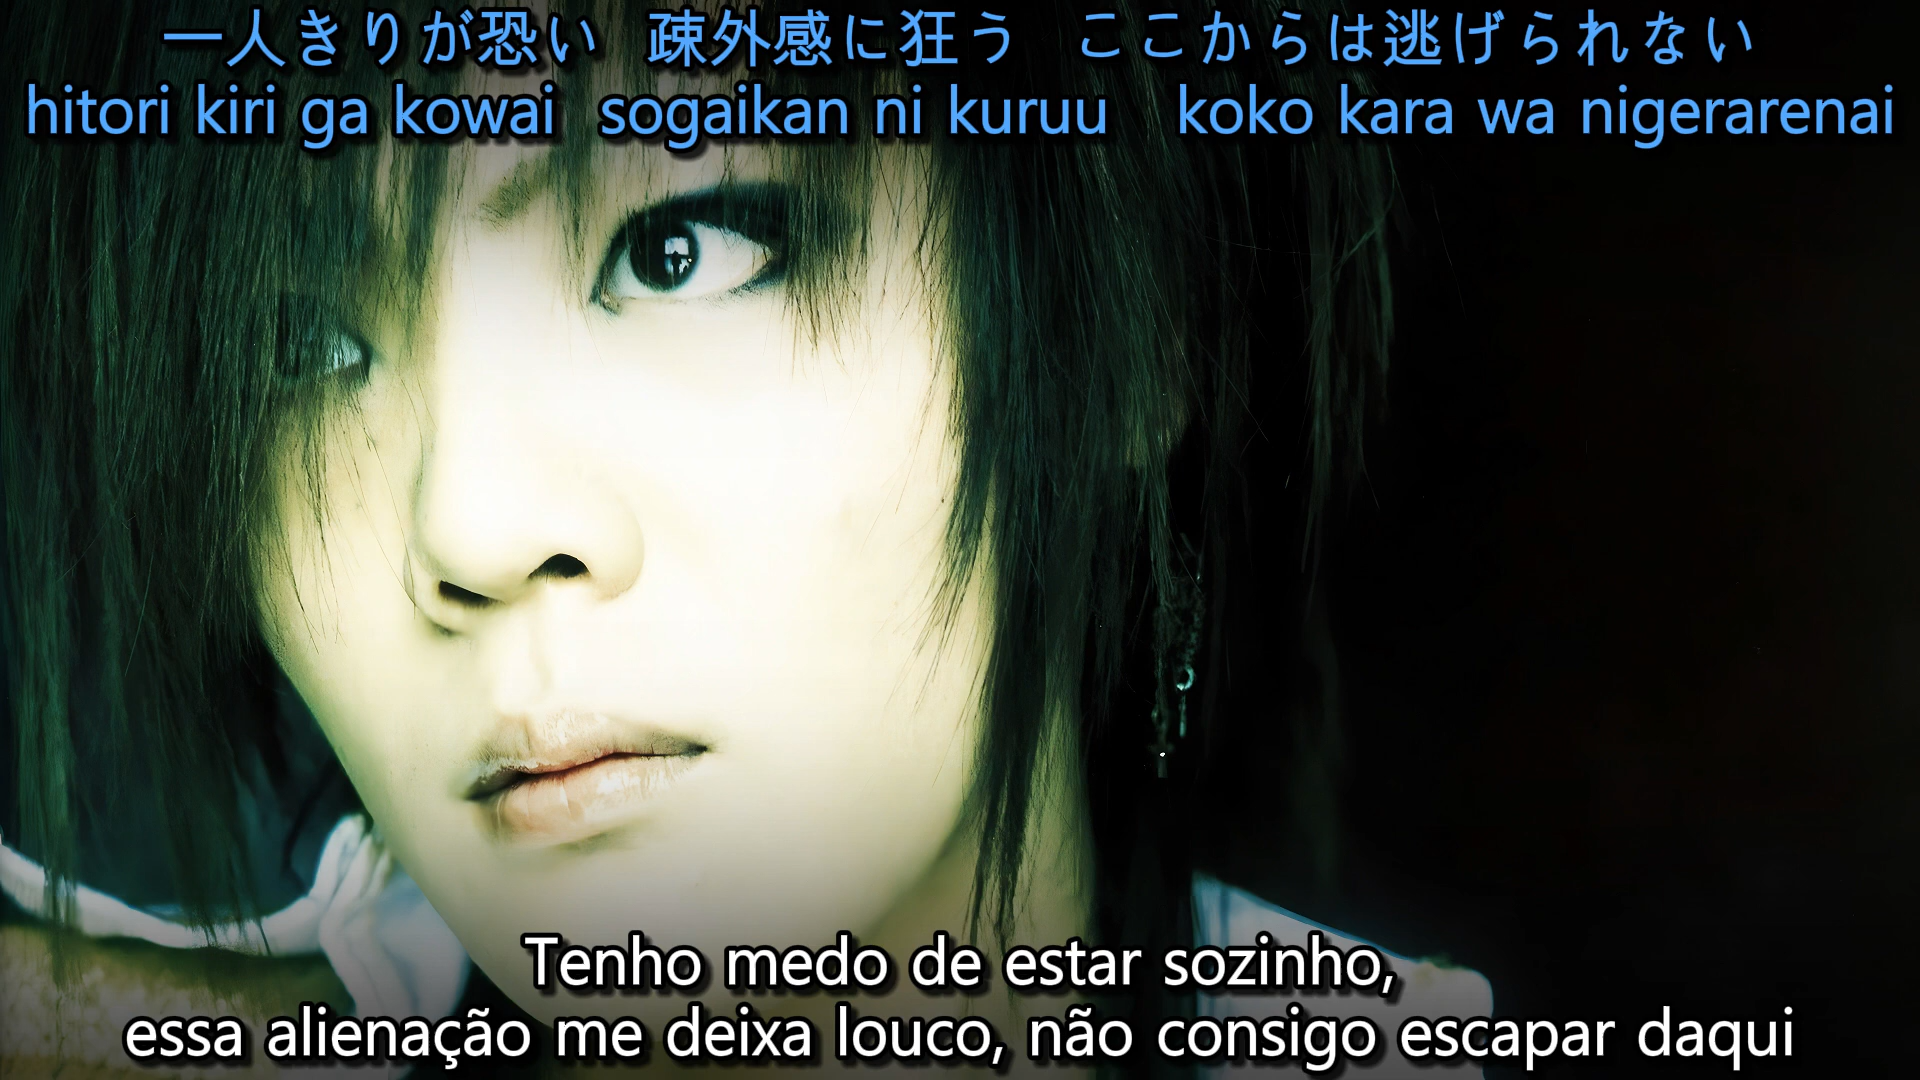 一人きりが恐い 疎外感に狂う ここからは逃げられない
hitori kiri ga kowai sogaikan ni kuruu koko kara wa nigerarenai
Tenho medo de estar sozinho,
essa alienação me deixa louco, não consigo escapar daqui